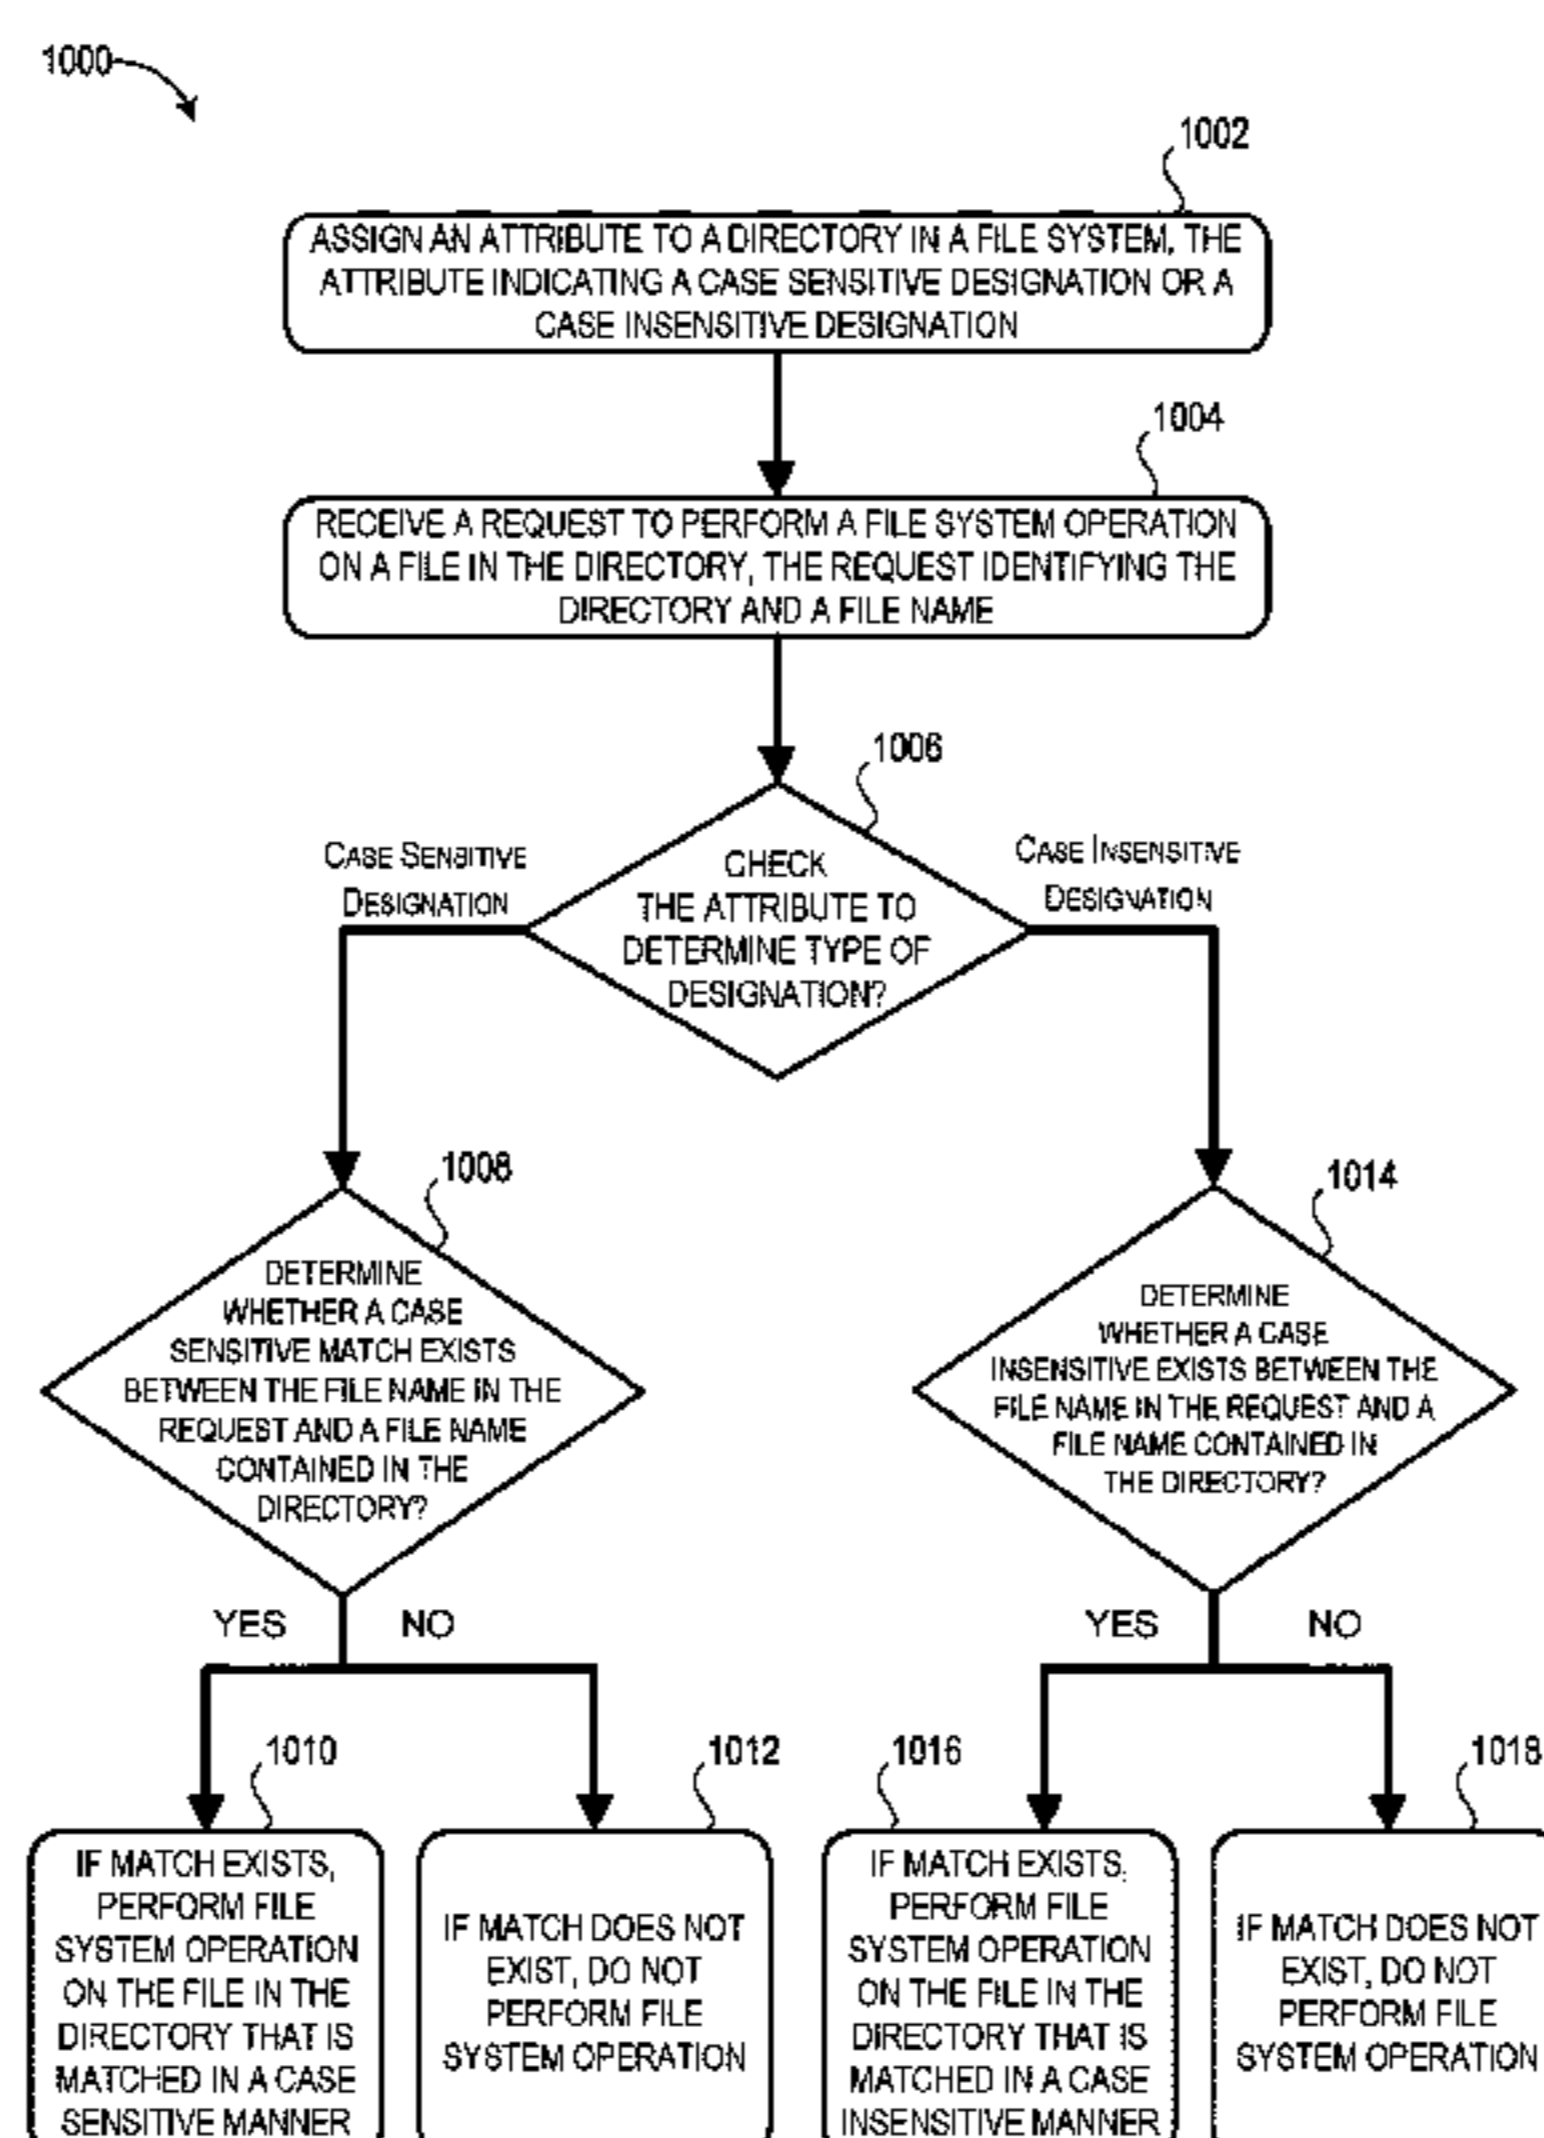 1000
1002
ASSIGN AN ATTRIBUTE TO A DIRECTORY IN A FILE SYSTEM, THE
ATTRIBUTE INDICATING A CASE SENSITIVE DESIGNATION OR A
CASE INSENSITIVE DESIGNATION
1004
RECEIVE A REQUEST TO PERFORM A FILE SYSTEM OPERATION
ON A FILE IN THE DIRECTORY, THE REQUEST IDENTIFYING THE
DIRECTORY AND A FILE NAME
1006
CHECK
THE ATTRIBUTE TO
DETERMINE TYPE OF
DESIGNATION?
CASE SENSITIVE
DESIGNATION
CASE INSENSITIVE
DESIGNATION
1008
DETERMINE
WHETHER A CASE
SENSITIVE MATCH EXISTS
BETWEEN THE FILE NAME IN THE
REQUEST AND A FILE NAME
CONTAINED IN THE
DIRECTORY?
1014
DETERMINE
WHETHER A CASE
INSENSITIVE EXISTS BETWEEN THE
FILE NAME IN THE REQUEST AND A
FILE NAME CONTAINED IN
THE DIRECTORY?
YES
NO
YES
NO
1010
IF MATCH EXISTS,
PERFORM FILE
SYSTEM OPERATION
ON THE FILE IN THE
DIRECTORY THAT IS
MATCHED IN A CASE
SENSITIVE MANNER
1012
IF MATCH DOES NOT
EXIST, DO NOT
PERFORM FILE
SYSTEM OPERATION
1016
IF MATCH EXISTS,
PERFORM FILE
SYSTEM OPERATION
ON THE FILE IN THE
DIRECTORY THAT IS
MATCHED IN A CASE
INSENSITIVE MANNER
1018
IF MATCH DOES NOT
EXIST, DO NOT
PERFORM FILE
SYSTEM OPERATION